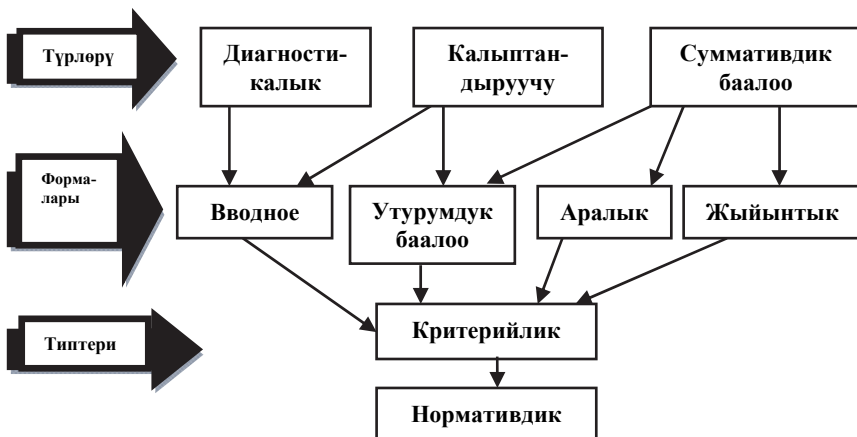 Түрлөрү
Диагности-
калык
Калыптан-
дыруучу
Суммативдик
баалоо
Форма-
лары
Вводное
Утурумдук
баалоо
Аралык
Жыйынтык
Типтери
Критерийлик
Нормативдик